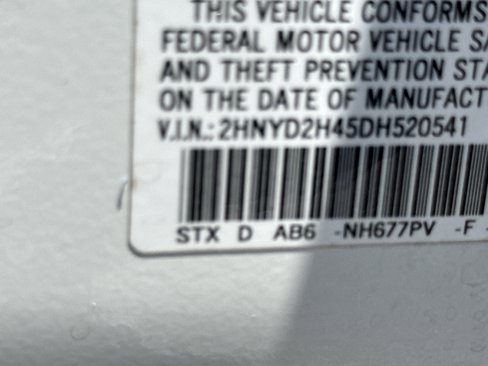 THIS VEHICLE CONFORMS
FEDERAL MOTOR VEHICLE SA
AND THEFT PREVENTION STA
ON THE DATE OF MANUFACT
V.I.N.: 2HNYD2H45DH520541
STX D AB6 -NH677PV -F -